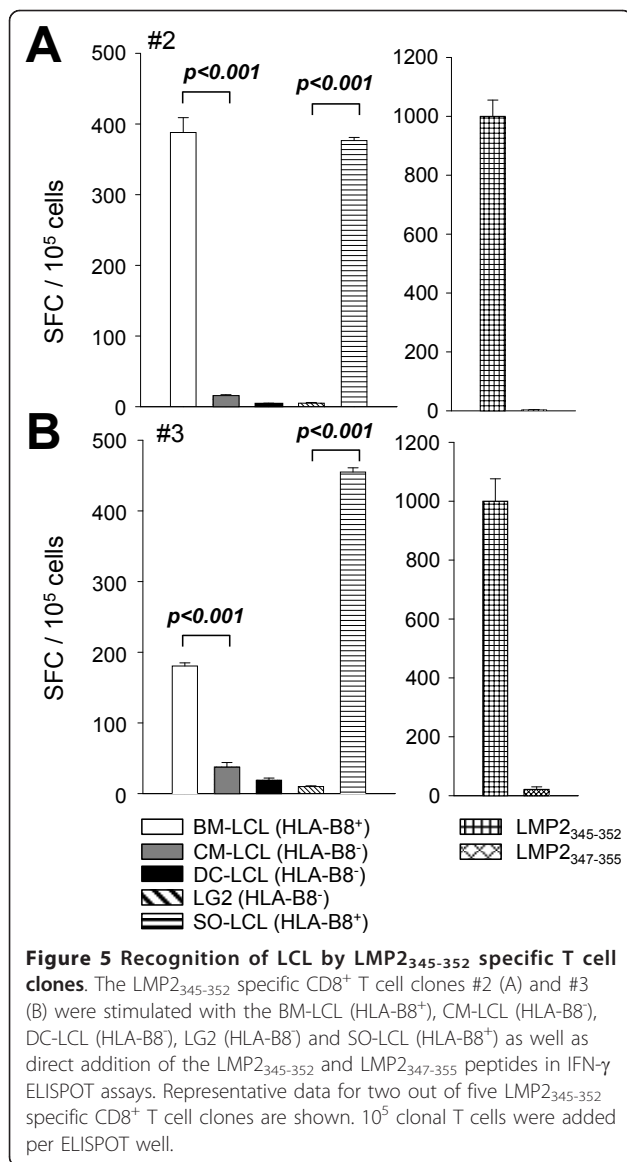 A
#2
500
400
300
200
100
0
SFC / 10⁵ cells
p<0.001
p<0.001
1000
1200
800
600
400
200
0
B
#3
500
400
300
200
100
0
SFC / 10⁵ cells
p<0.001
p<0.001
1200
1000
800
600
400
200
0
BM-LCL (HLA-B8⁺)
CM-LCL (HLA-B8⁻)
DC-LCL (HLA-B8⁻)
LG2 (HLA-B8⁻)
SO-LCL (HLA-B8⁺)
LMP2₃₄₅₋₃₅₂
LMP2₃₄₇₋₃₅₅
Figure 5 Recognition of LCL by LMP2₃₄₅₋₃₅₂ specific T cell
clones. The LMP2₃₄₅₋₃₅₂ specific CD8⁺ T cell clones #2 (A) and #3
(B) were stimulated with the BM-LCL (HLA-B8⁺), CM-LCL (HLA-B8⁻),
DC-LCL (HLA-B8⁻), LG2 (HLA-B8⁻) and SO-LCL (HLA-B8⁺) as well as
direct addition of the LMP2₃₄₅₋₃₅₂ and LMP2₃₄₇₋₃₅₅ peptides in IFN-γ
ELISPOT assays. Representative data for two out of five LMP2₃₄₅₋₃₅₂
specific CD8⁺ T cell clones are shown. 10⁵ clonal T cells were added
per ELISPOT well.